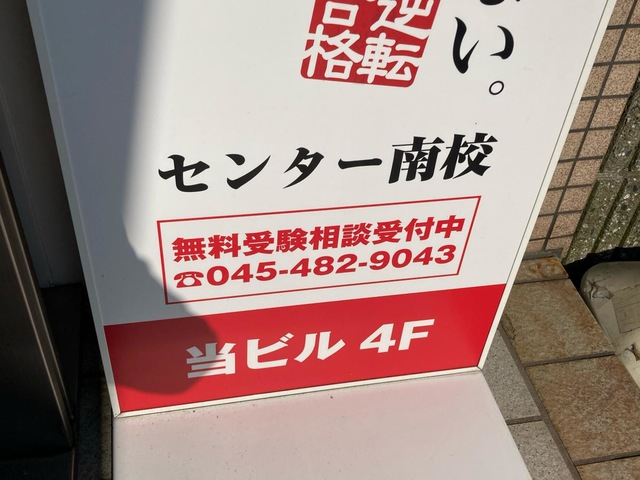 い。
逆転
合格
センター南校
無料受験相談受付中
☎045-482-9043
当ビル 4F